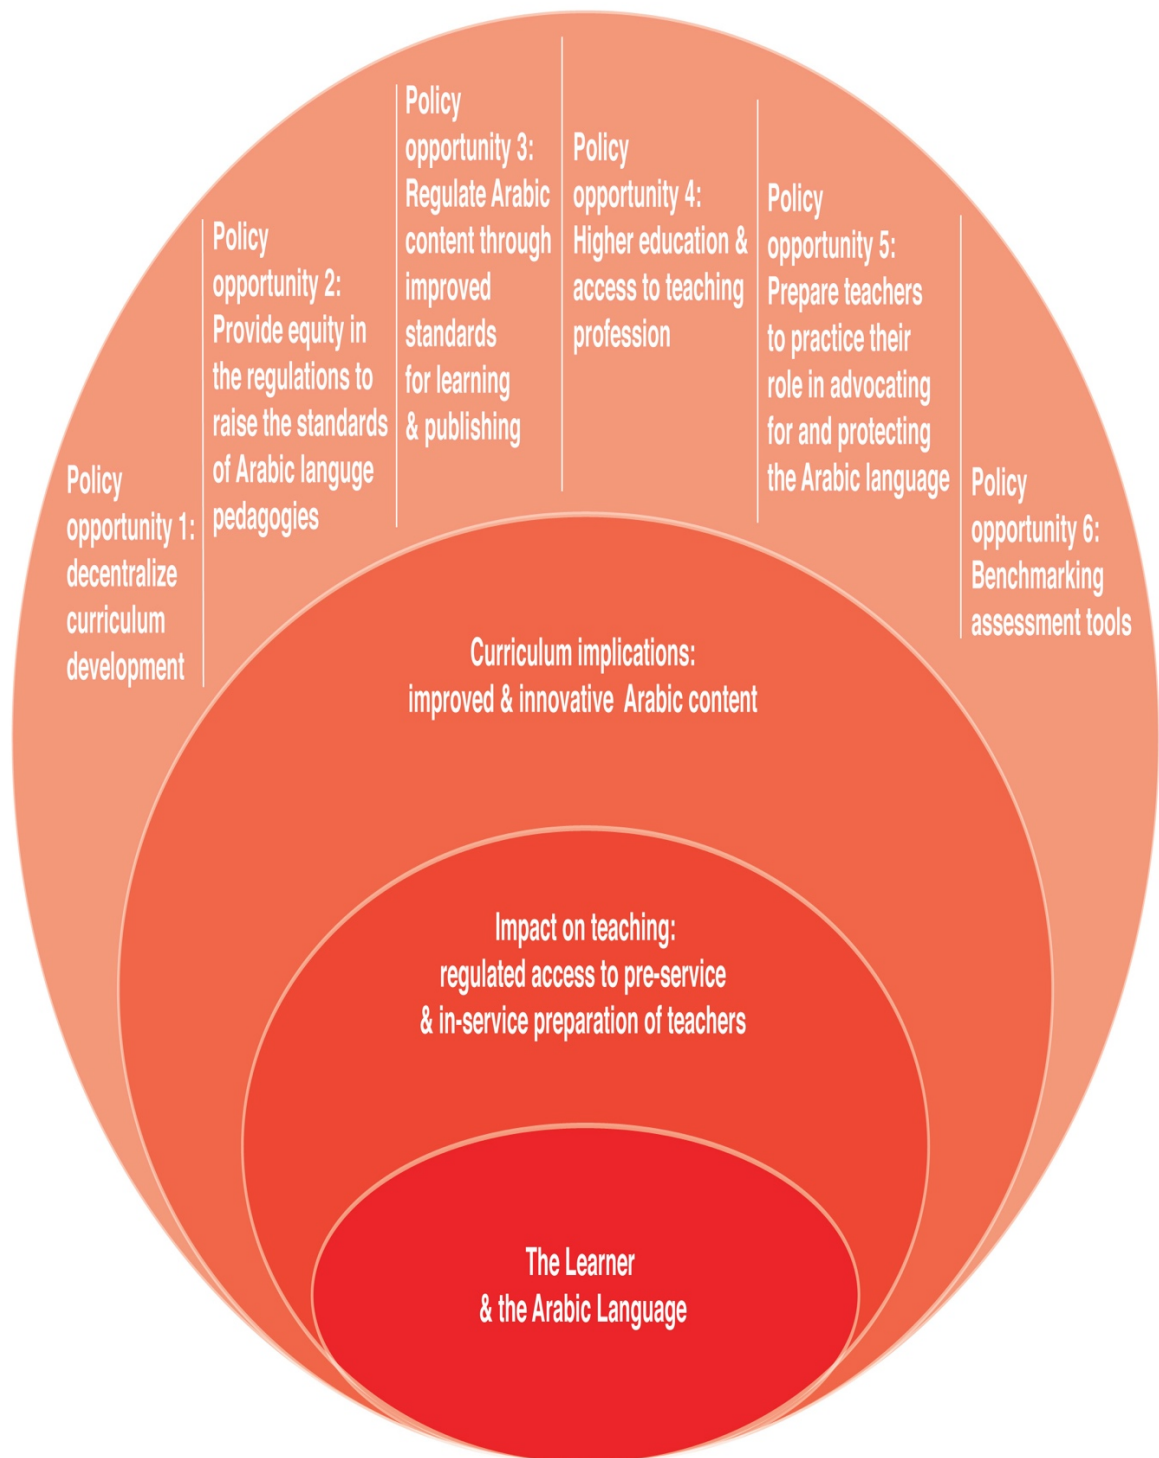 Policy
opportunity 1:
decentralize
curriculum
development
Policy
opportunity 2:
Provide equity in
the regulations to
raise the standards
of Arabic languge
pedagogies
Policy
opportunity 3:
Regulate Arabic
content through
improved
standards
for learning
& publishing
Policy
opportunity 4:
Higher education &
access to teaching
profession
Policy
opportunity 5:
Prepare teachers
to practice their
role in advocating
for and protecting
the Arabic language
Policy
opportunity 6:
Benchmarking
assessment tools
Curriculum implications:
improved & innovative Arabic content
Impact on teaching:
regulated access to pre-service
& in-service preparation of teachers
The Learner
& the Arabic Language